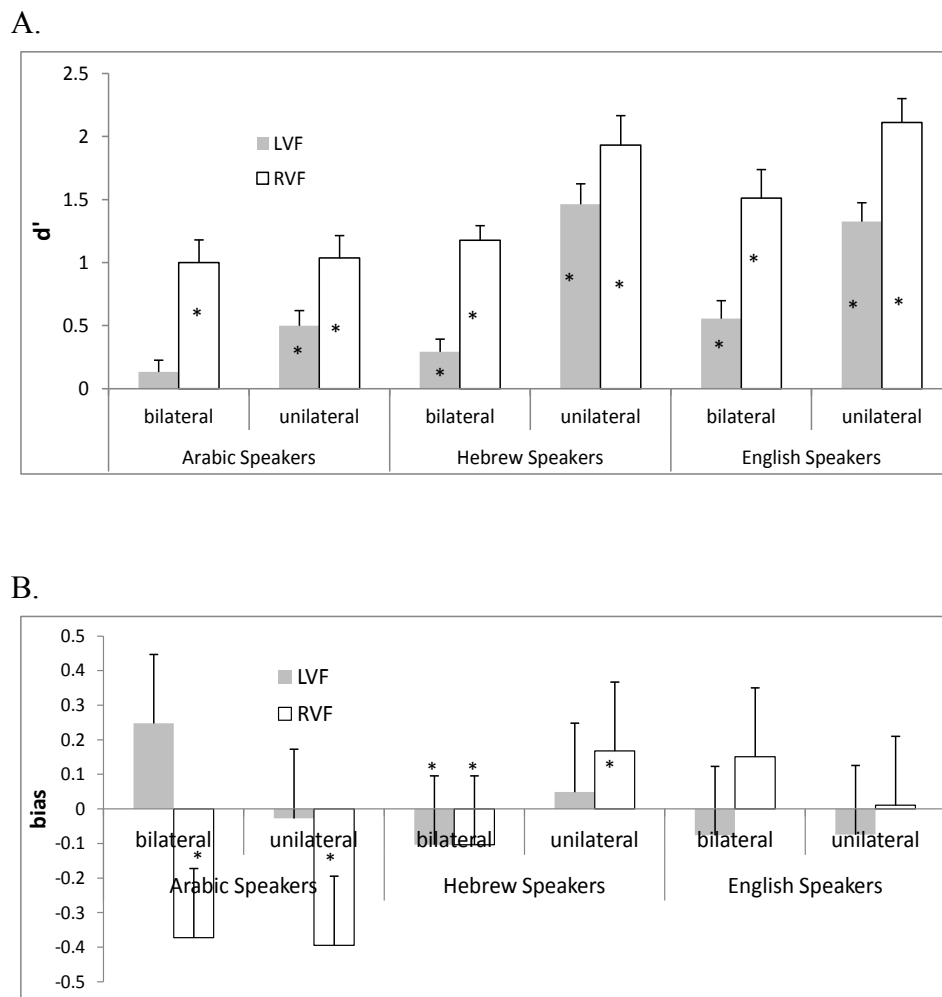 A.
2.5
2
1.5
1
0.5
0
d'
LVF
RVF
* * * * * * * * * * *
bilateral unilateral bilateral unilateral bilateral unilateral
Arabic Speakers Hebrew Speakers English Speakers
B.
0.5
0.4
0.3
0.2
0.1
0
-0.1
-0.2
-0.3
-0.4
-0.5
bias
LVF
RVF
* * * * *
bilateral unilateral bilateral unilateral bilateral unilateral
Arabic Speakers Hebrew Speakers English Speakers